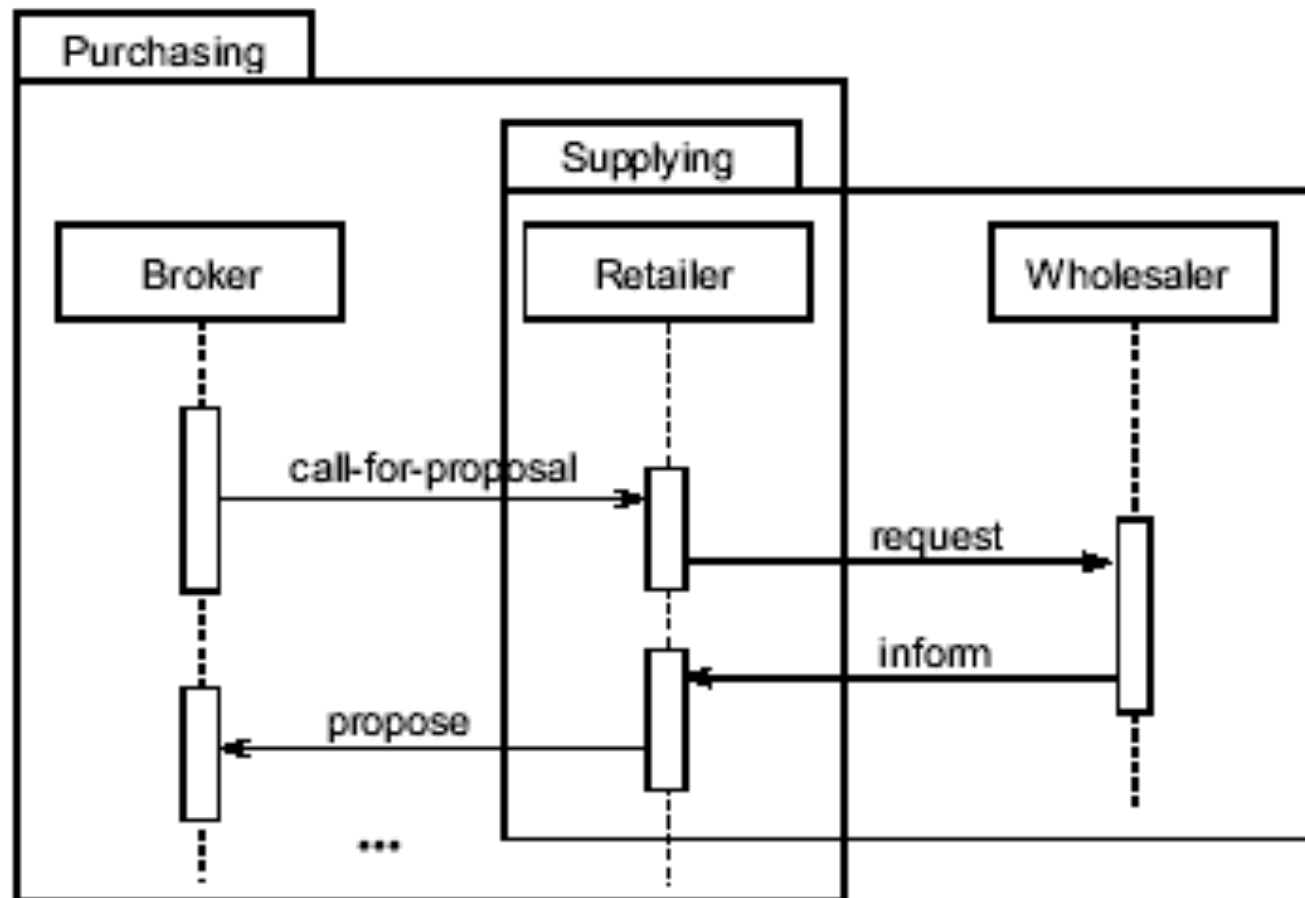 Purchasing
Supplying
Broker
Retailer
Wholesaler
call-for-proposal
request
inform
propose
...